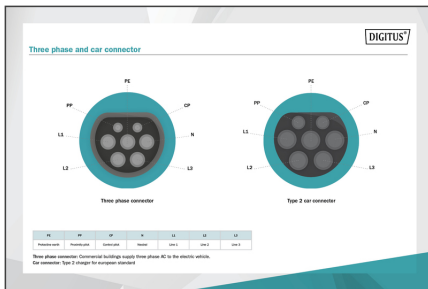 DIGITUS®
Three phase and car connector
PE
PP
CP
L1
N
L2
L3
Three phase connector
PE
PP
CP
L1
N
L2
L3
Type 2 car connector
PE PP CP N L1 L2 L3
Protective earth Proximity pilot Control pilot Neutral Line 1 Line 2 Line 3
Three phase connector: Commercial buildings supply three phase AC to the electric vehicle.
Car connector: Type 2 charger for european standard